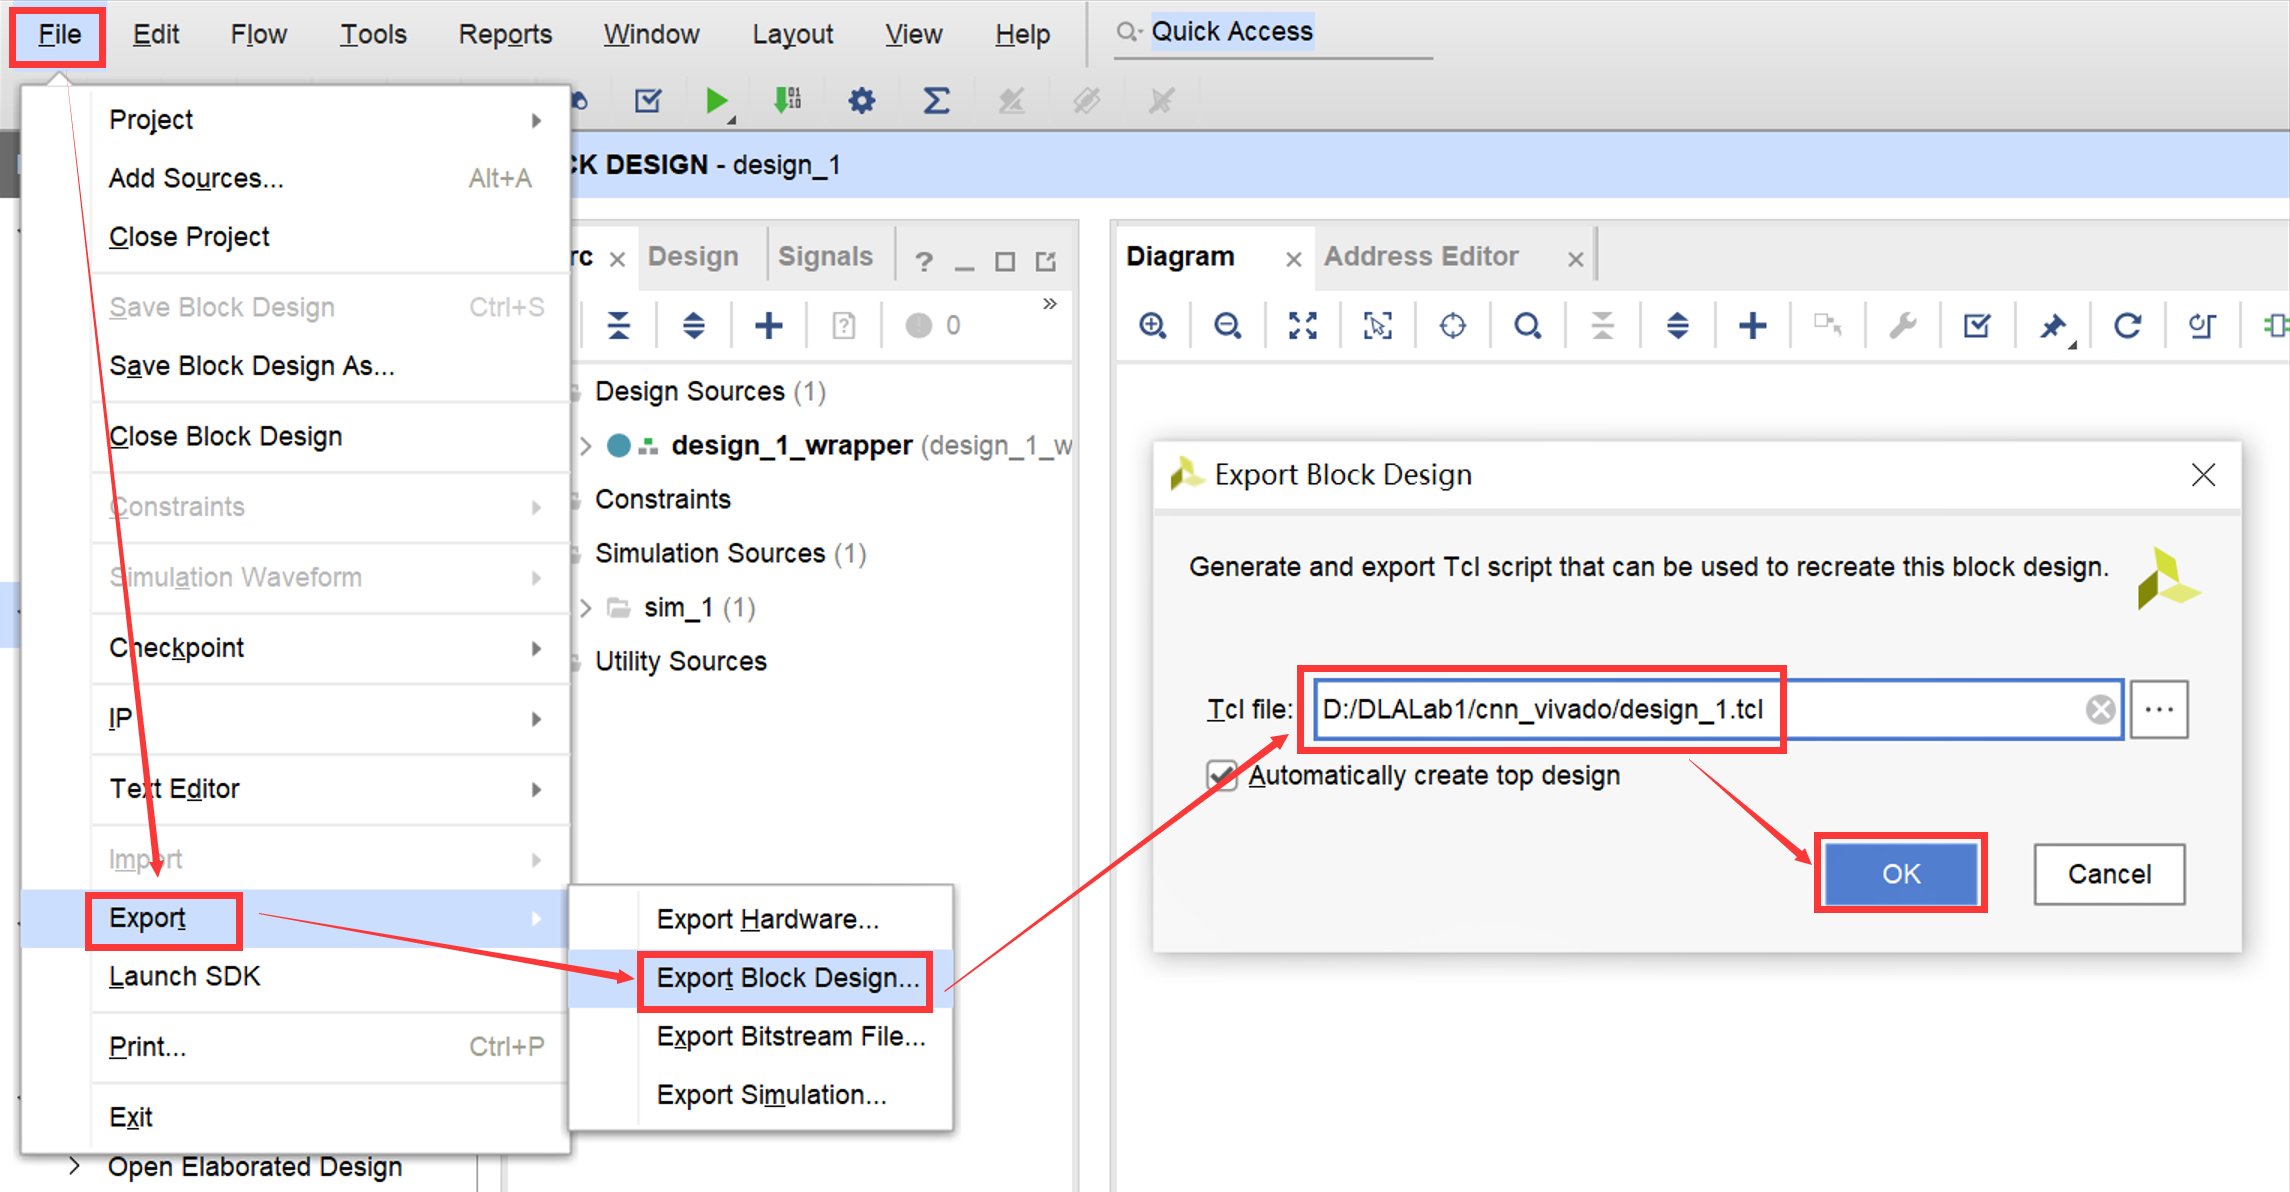 File Edit Flow Tools Reports Window Layout View Help Quick Access
Project
Add Sources... Alt+A
Close Project
Save Block Design Ctrl+S
Save Block Design As...
Close Block Design
Constraints
Simulation Waveform
Checkpoint
IP
Text Editor
Import
Export
Launch SDK
Print... Ctrl+P
Exit
Open Elaborated Design
Export Hardware...
Export Block Design...
Export Bitstream File...
Export Simulation...
CK DESIGN - design_1
rc Design Signals ?
0
Design Sources (1)
design_1_wrapper (design_1_w
Constraints
Simulation Sources (1)
sim_1 (1)
Utility Sources
Diagram Address Editor
Export Block Design
Generate and export Tcl script that can be used to recreate this block design.
Tcl file: D:/DLALab1/cnn_vivado/design_1.tcl ...
Automatically create top design
OK Cancel